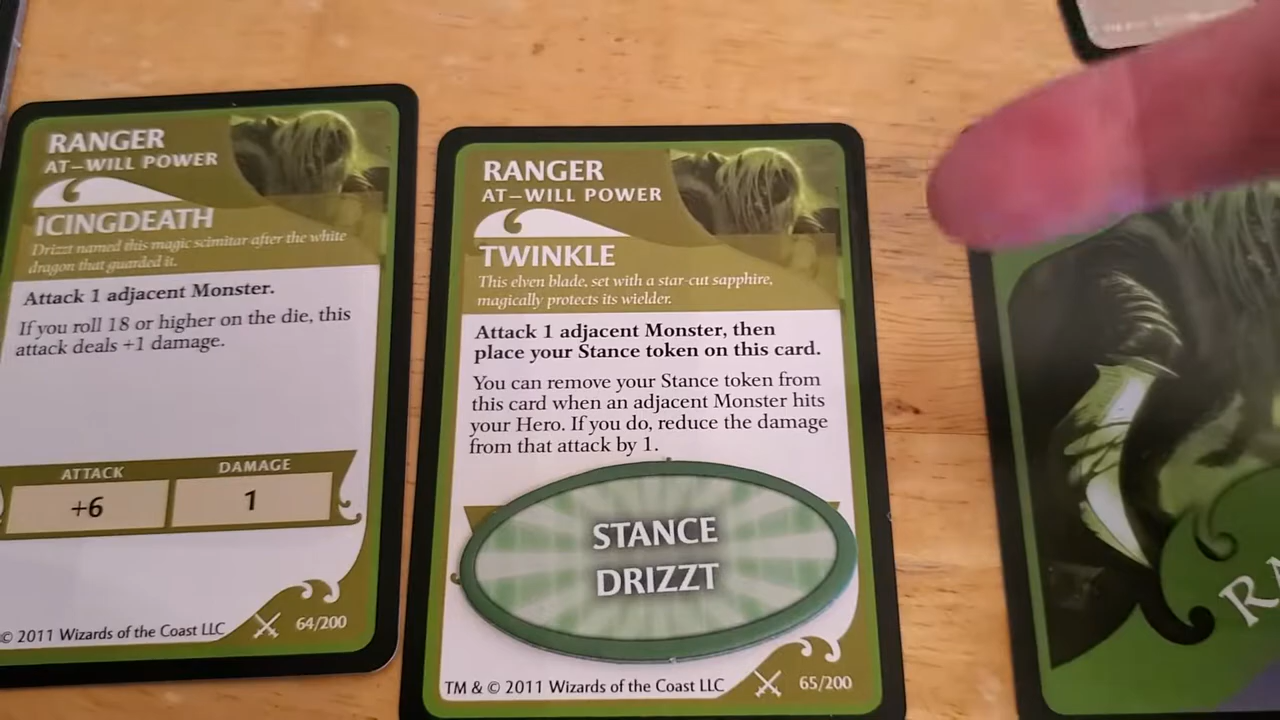 RANGER
AT-WILL POWER
ICINGDEATH
Drizzt named this magic scimitar after the white
dragon that guarded it.
Attack 1 adjacent Monster.
If you roll 18 or higher on the die, this
attack deals +1 damage.
ATTACK DAMAGE
+6 1
© 2011 Wizards of the Coast LLC 64/200
RANGER
AT-WILL POWER
TWINKLE
This elven blade, set with a star-cut sapphire,
magically protects its wielder.
Attack 1 adjacent Monster, then
place your Stance token on this card.
You can remove your Stance token from
this card when an adjacent Monster hits
your Hero. If you do, reduce the damage
from that attack by 1.
STANCE
DRIZZT
TM & © 2011 Wizards of the Coast LLC 65/200
RA